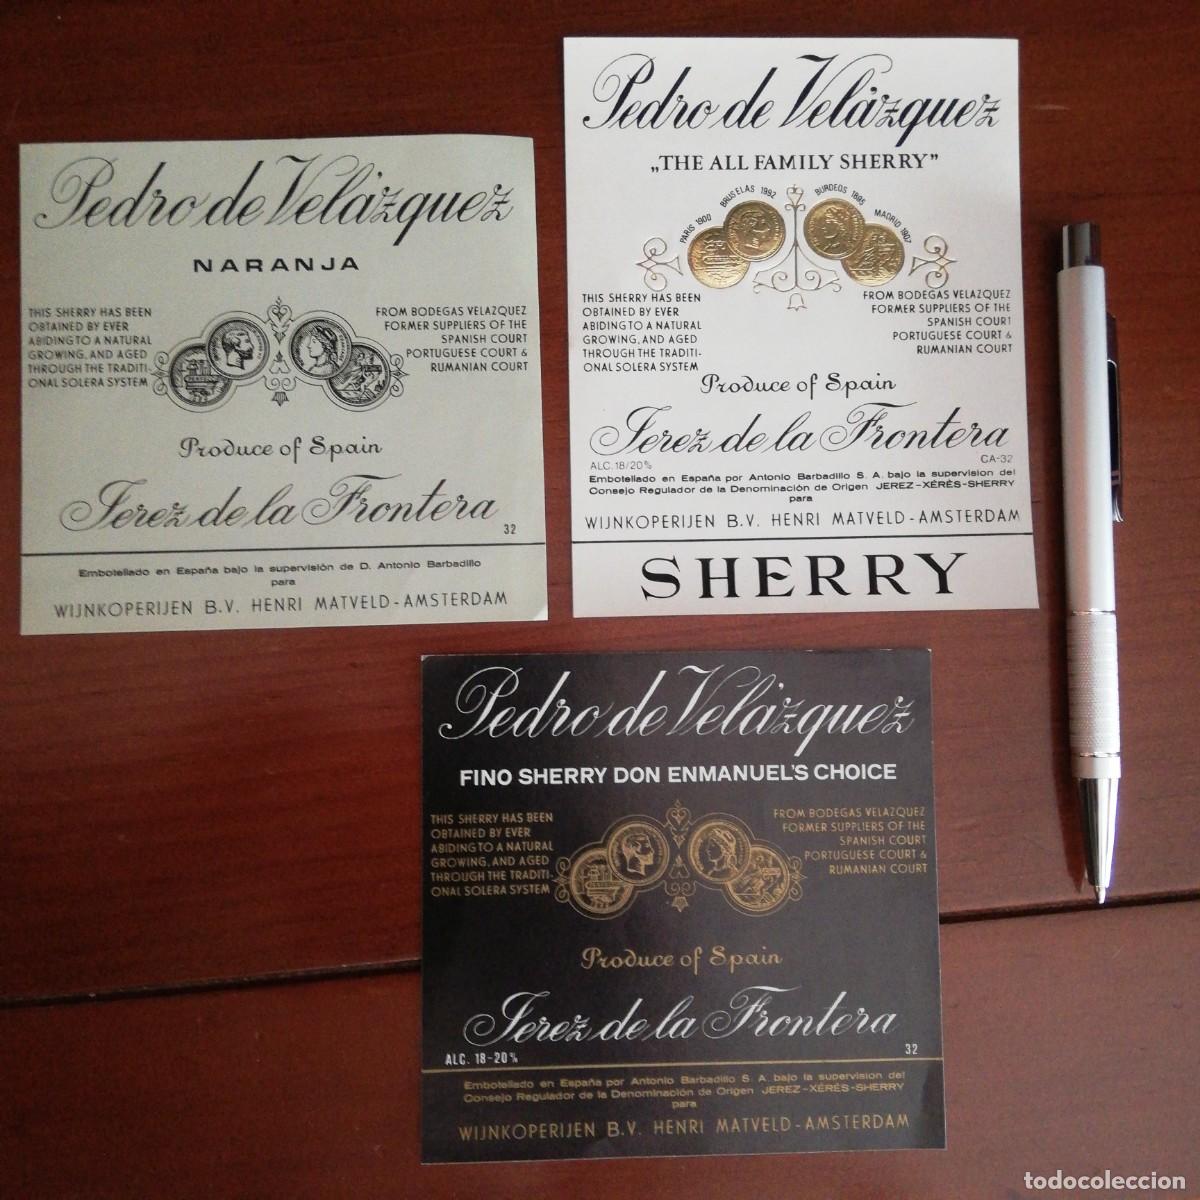 Pedro de Velázquez
NARANJA
THIS SHERRY HAS BEEN
OBTAINED BY EVER
ABIDING TO A NATURAL
GROWING, AND AGED
THROUGH THE TRADITI-
ONAL SOLERA SYSTEM
FROM BODEGAS VELAZQUEZ
FORMER SUPPLIERS OF THE
SPANISH COURT
PORTUGUESE COURT &
RUMANIAN COURT
Produce of Spain
Jerez de la Frontera
32
Embotellado en España bajo la supervisión de D. Antonio Barbadillo
para
WIJNKOPERIJEN B.V. HENRI MATVELD - AMSTERDAM
Pedro de Velázquez
„THE ALL FAMILY SHERRY”
PARIS 1900
BRUSELAS 1992
BURDEOS 1895
MADRID 1907
THIS SHERRY HAS BEEN
OBTAINED BY EVER
ABIDING TO A NATURAL
GROWING, AND AGED
THROUGH THE TRADITI-
ONAL SOLERA SYSTEM
FROM BODEGAS VELAZQUEZ
FORMER SUPPLIERS OF THE
SPANISH COURT
PORTUGUESE COURT &
RUMANIAN COURT
Produce of Spain
Jerez de la Frontera
ALC. 18/20% CA-32
Embotellado en España por Antonio Barbadillo S. A. bajo la supervision del
Consejo Regulador de la Denominación de Origen JEREZ-XÉRÈS-SHERRY
para
WIJNKOPERIJEN B.V. HENRI MATVELD - AMSTERDAM
SHERRY
Pedro de Velázquez
FINO SHERRY DON ENMANUEL'S CHOICE
THIS SHERRY HAS BEEN
OBTAINED BY EVER
ABIDING TO A NATURAL
GROWING, AND AGED
THROUGH THE TRADITI-
ONAL SOLERA SYSTEM
FROM BODEGAS VELAZQUEZ
FORMER SUPPLIERS OF THE
SPANISH COURT
PORTUGUESE COURT &
RUMANIAN COURT
Produce of Spain
Jerez de la Frontera
ALC. 18-20% 32
Embotellado en España por Antonio Barbadillo S. A. bajo la supervision del
Consejo Regulador de la Denominación de Origen JEREZ-XÉRÈS-SHERRY
para
WIJNKOPERIJEN B.V. HENRI MATVELD - AMSTERDAM
todocoleccion